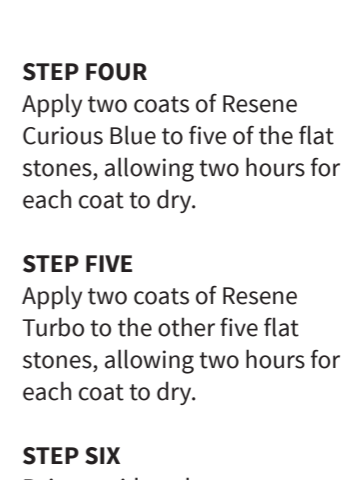 STEP FOUR
Apply two coats of Resene
Curious Blue to five of the flat
stones, allowing two hours for
each coat to dry.
STEP FIVE
Apply two coats of Resene
Turbo to the other five flat
stones, allowing two hours for
each coat to dry.
STEP SIX